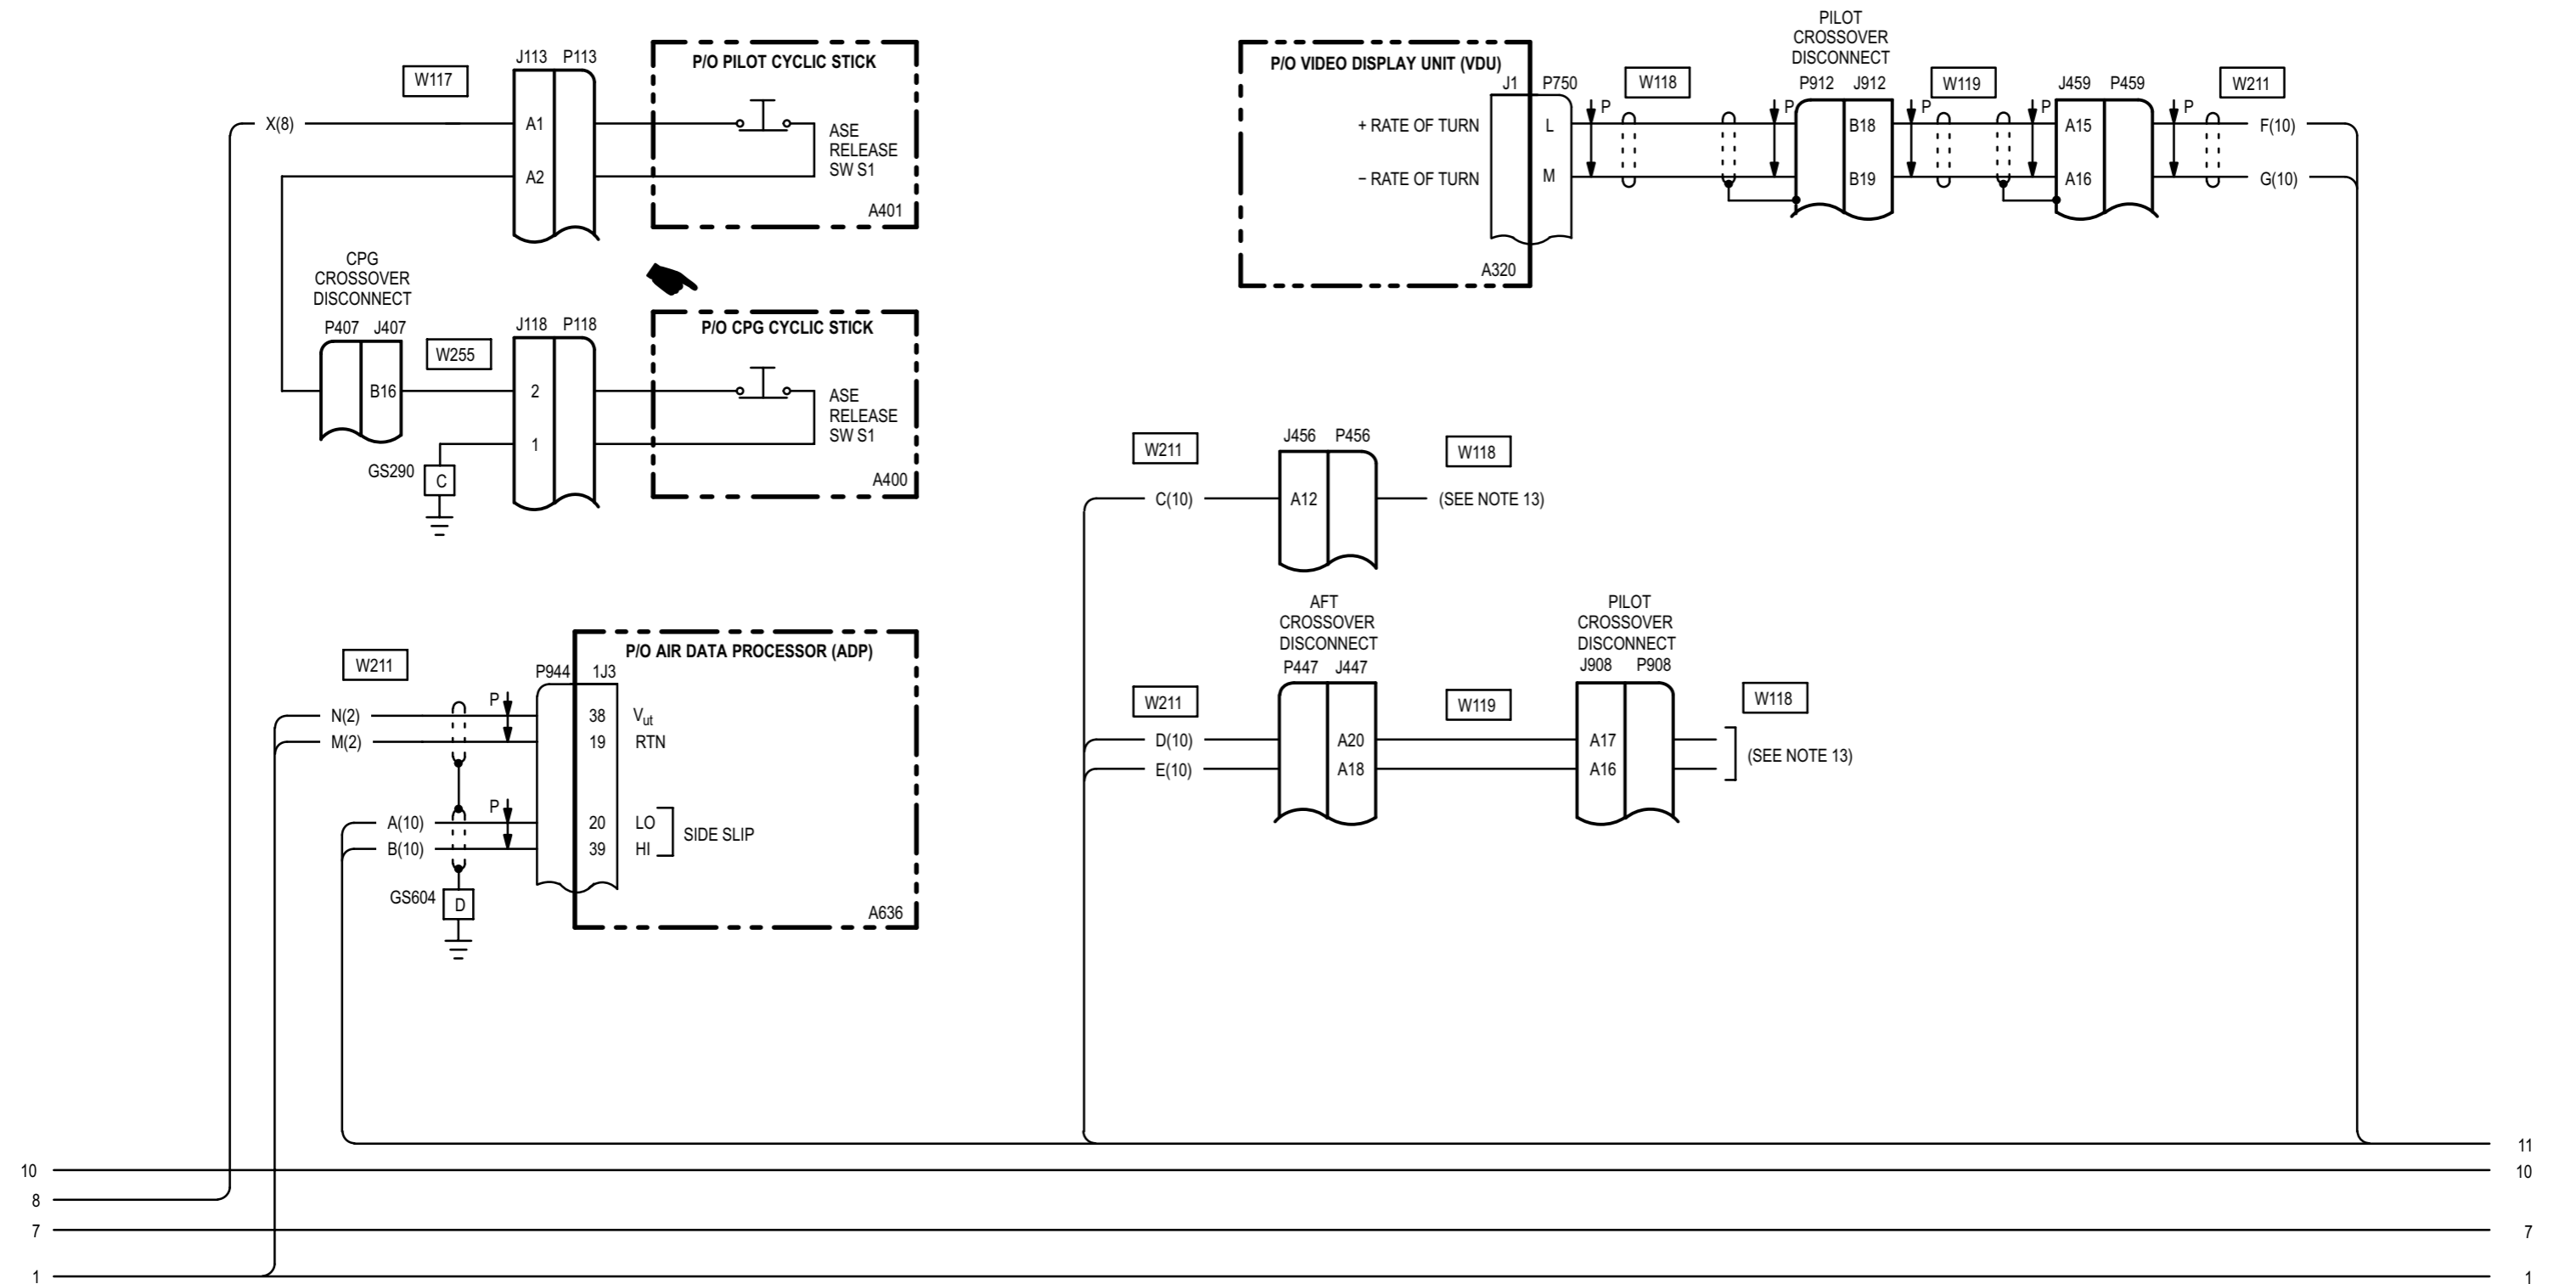 W117
J113 P113
P/O PILOT CYCLIC STICK
X(8)
A1
A2
ASE
RELEASE
SW S1
A401
CPG
CROSSOVER
DISCONNECT
P407 J407
W255
J118 P118
P/O CPG CYCLIC STICK
B16
2
1
ASE
RELEASE
SW S1
GS290
C
A400
W211
P944 1J3
P/O AIR DATA PROCESSOR (ADP)
P
N(2)
38
Vut
M(2)
19
RTN
P
A(10)
20
LO
B(10)
39
HI
SIDE SLIP
GS604
D
A636
P/O VIDEO DISPLAY UNIT (VDU)
J1 P750
W118
PILOT
CROSSOVER
DISCONNECT
P912 J912
W119
J459 P459
W211
P
P
P
P
P
+ RATE OF TURN
L
B18
A15
F(10)
− RATE OF TURN
M
B19
A16
G(10)
A320
W211
J456 P456
W118
C(10)
A12
(SEE NOTE 13)
AFT
CROSSOVER
DISCONNECT
P447 J447
PILOT
CROSSOVER
DISCONNECT
J908 P908
W211
W119
W118
D(10)
A20
A17
E(10)
A18
A16
(SEE NOTE 13)
11
10
10
8
7
7
1
1